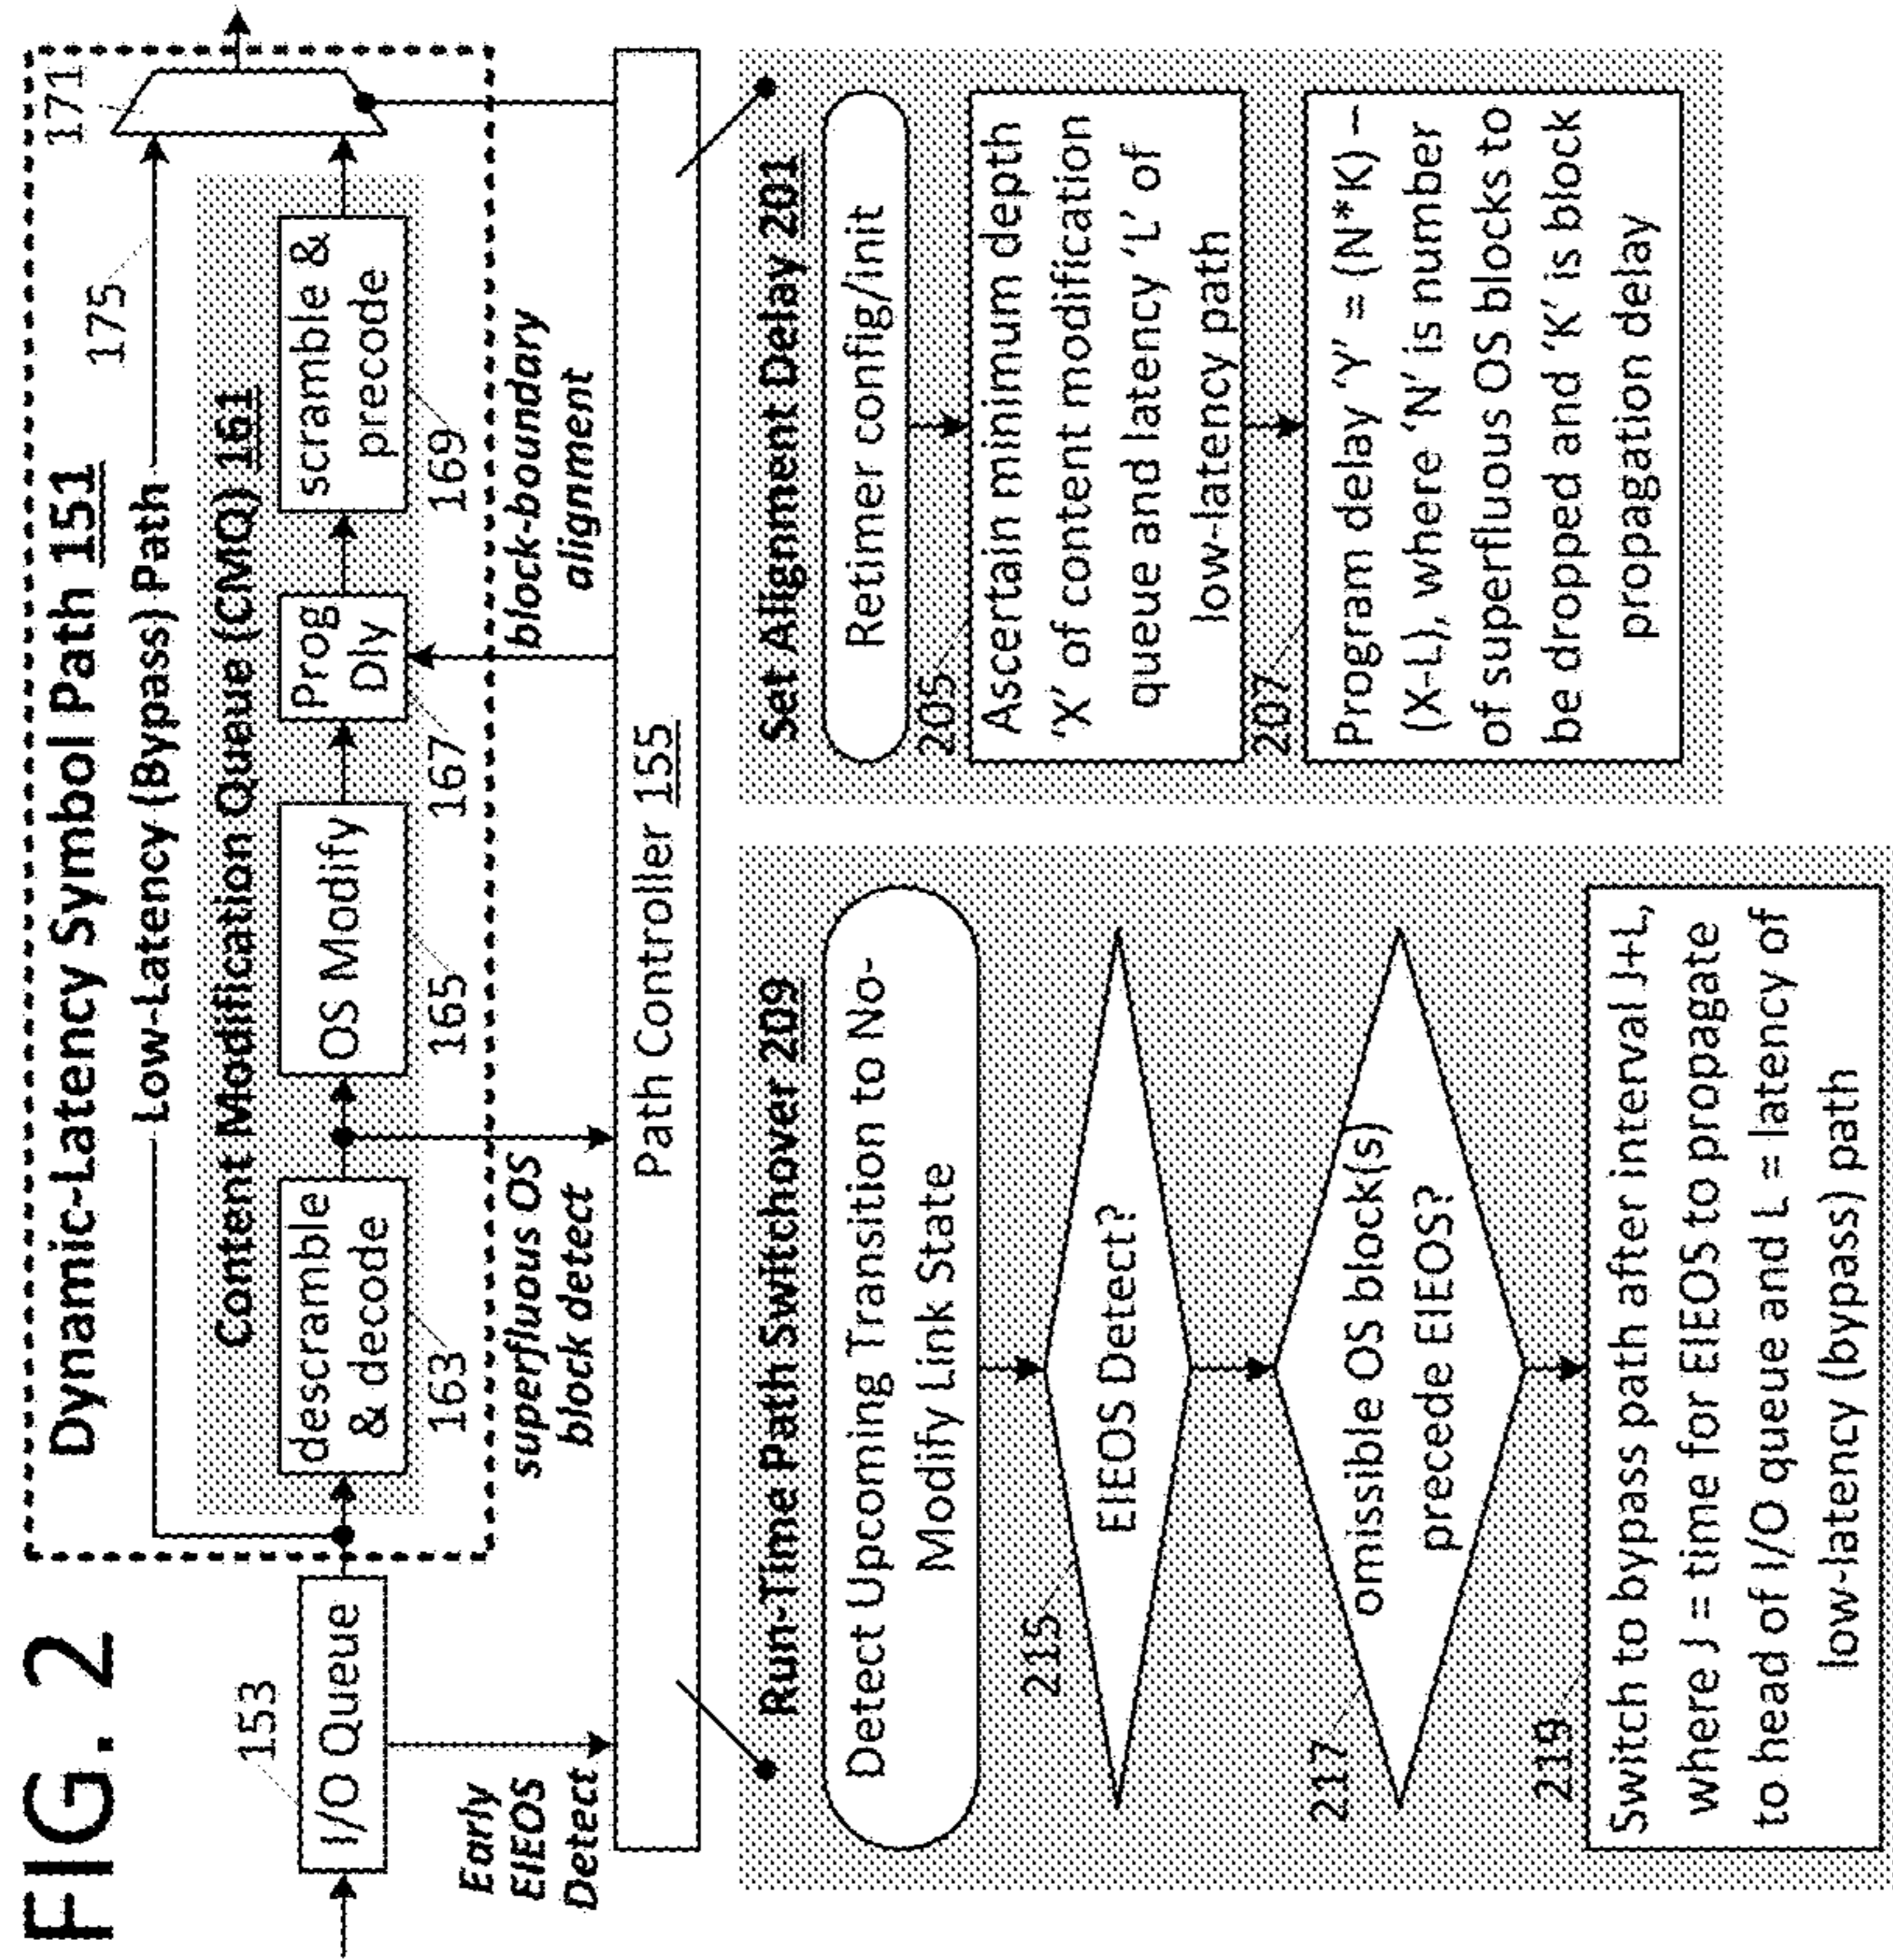 FIG. 2
Dynamic-Latency Symbol Path 151
171
175
Low-Latency (Bypass) Path
Content Modification Queue (CMQ) 161
153
I/O Queue
descramble
& decode
163
OS Modify
165
Prog
Dly
167
scramble &
precode
169
Early
EIEOS
Detect
superfluous OS
block detect
block-boundary
alignment
Path Controller 155
Run-Time Path Switchover 209
Detect Upcoming Transition to No-
Modify Link State
215
EIEOS Detect?
217
omissible OS block(s)
precede EIEOS?
219
Switch to bypass path after interval J+L,
where J = time for EIEOS to propagate
to head of I/O queue and L = latency of
low-latency (bypass) path
Set Alignment Delay 201
Retimer config/init
205
Ascertain minimum depth
‘X’ of content modification
queue and latency ‘L’ of
low-latency path
207
Program delay ‘Y’ = (N*K) –
(X-L), where ‘N’ is number
of superfluous OS blocks to
be dropped and ‘K’ is block
propagation delay